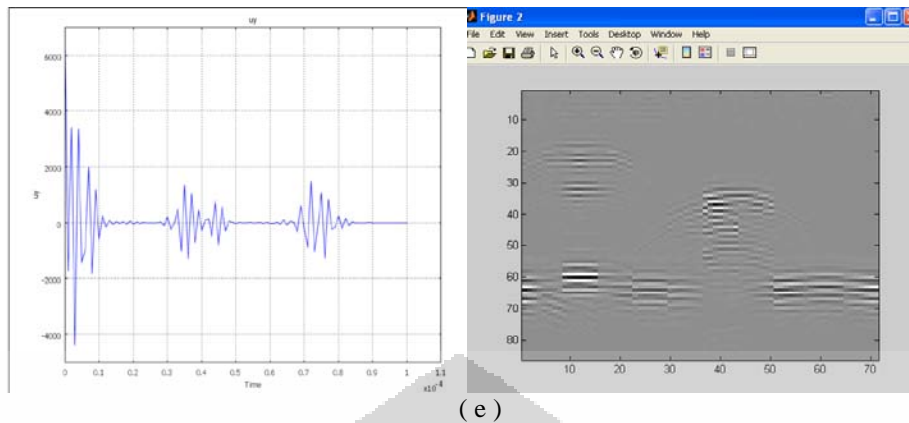 uy
6000
4000
2000
0
-2000
-4000
uy
0 0.1 0.2 0.3 0.4 0.5 0.6 0.7 0.8 0.9 1 1.1
x10⁻⁴
Time
Figure 2
File Edit View Insert Tools Desktop Window Help
10
20
30
40
50
60
70
80
10 20 30 40 50 60 70
( e )